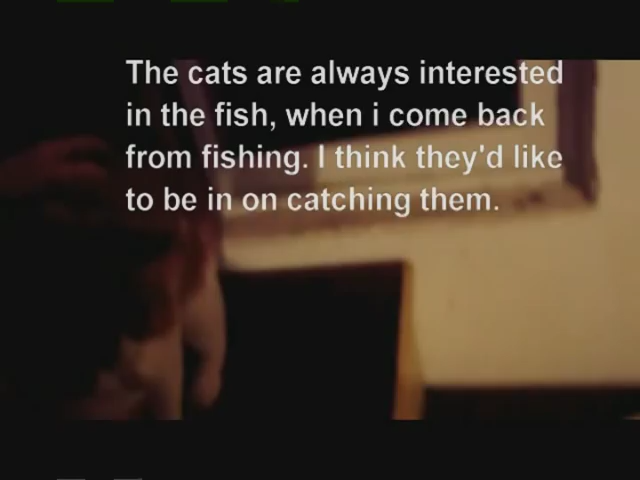 The cats are always interested
in the fish, when i come back
from fishing. I think they'd like
to be in on catching them.